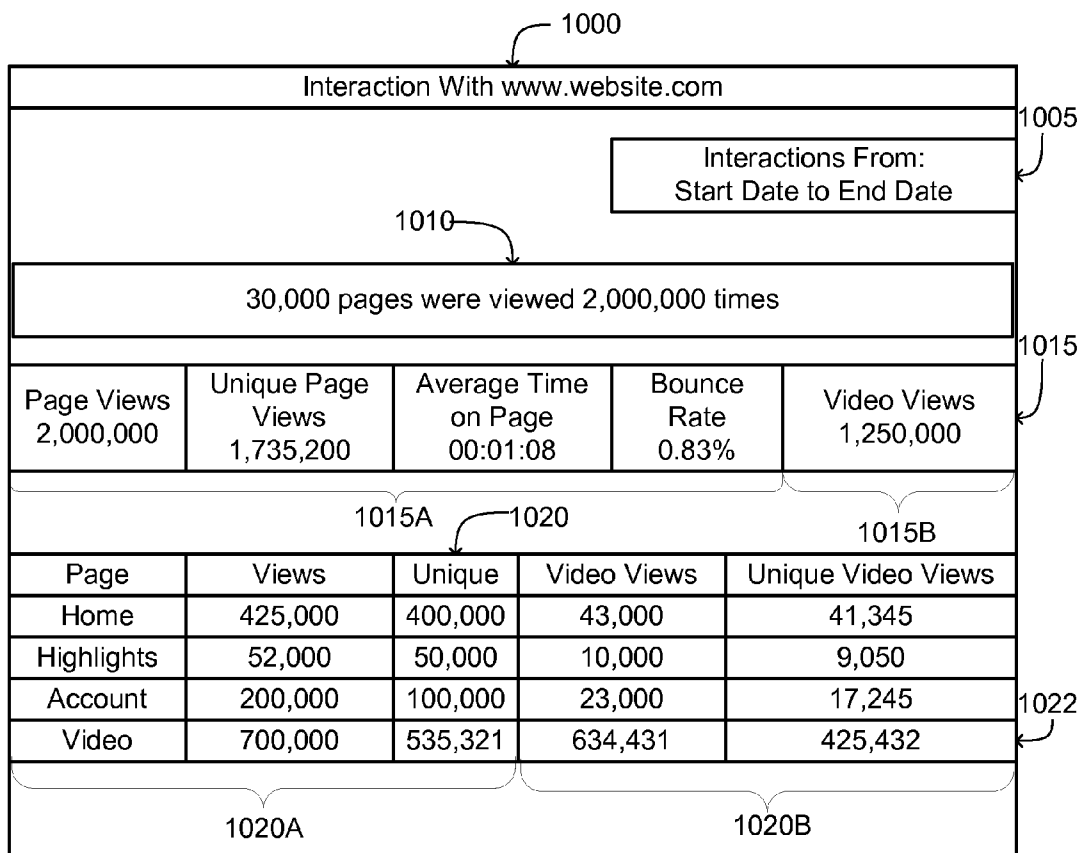 1000
Interaction With www.website.com
1005
Interactions From:
Start Date to End Date
1010
30,000 pages were viewed 2,000,000 times
1015
Page Views
2,000,000
Unique Page
Views
1,735,200
Average Time
on Page
00:01:08
Bounce
Rate
0.83%
Video Views
1,250,000
1015A
1020
1015B
Page Views Unique Video Views Unique Video Views
Home 425,000 400,000 43,000 41,345
Highlights 52,000 50,000 10,000 9,050
Account 200,000 100,000 23,000 17,245
1022
Video 700,000 535,321 634,431 425,432
1020A
1020B